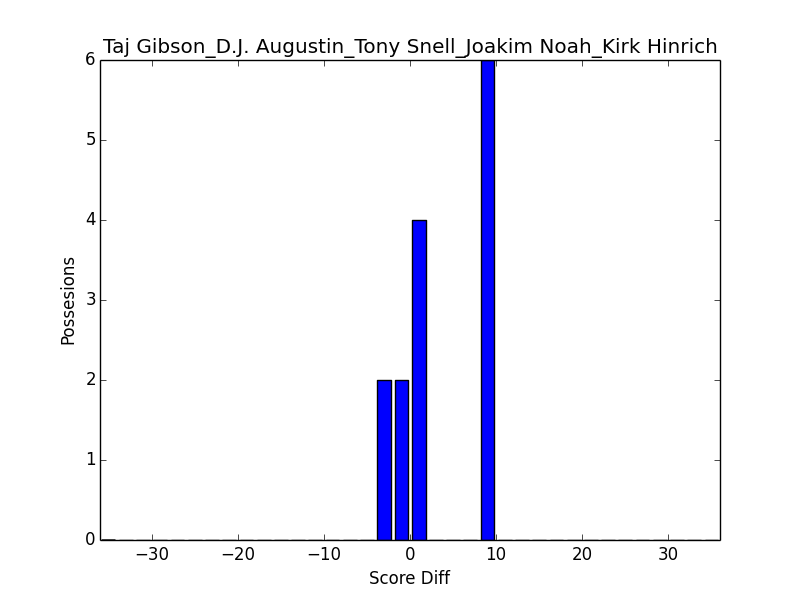 Taj Gibson_D.J. Augustin_Tony Snell_Joakim Noah_Kirk Hinrich
6
5
4
3
2
1
0
Possesions
−30 −20 −10 0 10 20 30
Score Diff